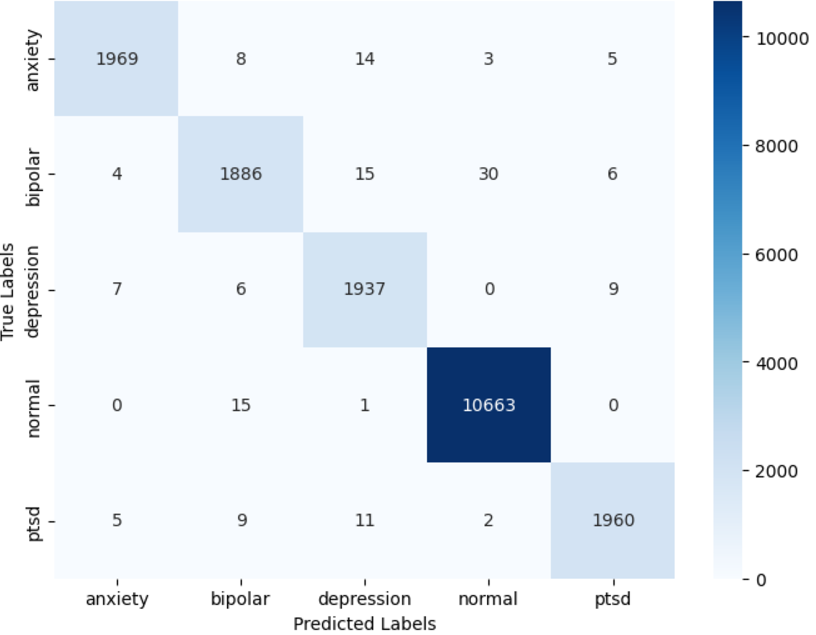 anxiety 1969 8 14 3 5
bipolar 4 1886 15 30 6
depression 7 6 1937 0 9
normal 0 15 1 10663 0
ptsd 5 9 11 2 1960
anxiety bipolar depression normal ptsd
Predicted Labels
True Labels
10000
8000
6000
4000
2000
0